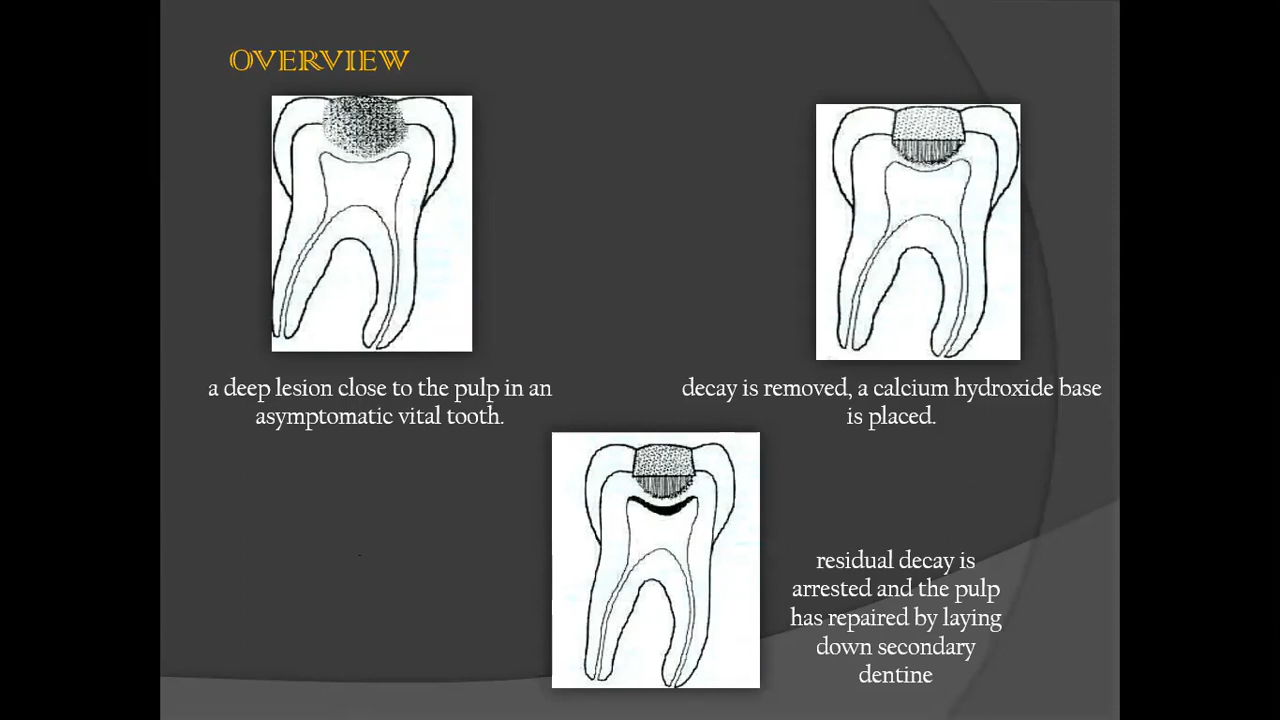 OVERVIEW
a deep lesion close to the pulp in an
asymptomatic vital tooth.
decay is removed, a calcium hydroxide base
is placed.
residual decay is
arrested and the pulp
has repaired by laying
down secondary
dentine